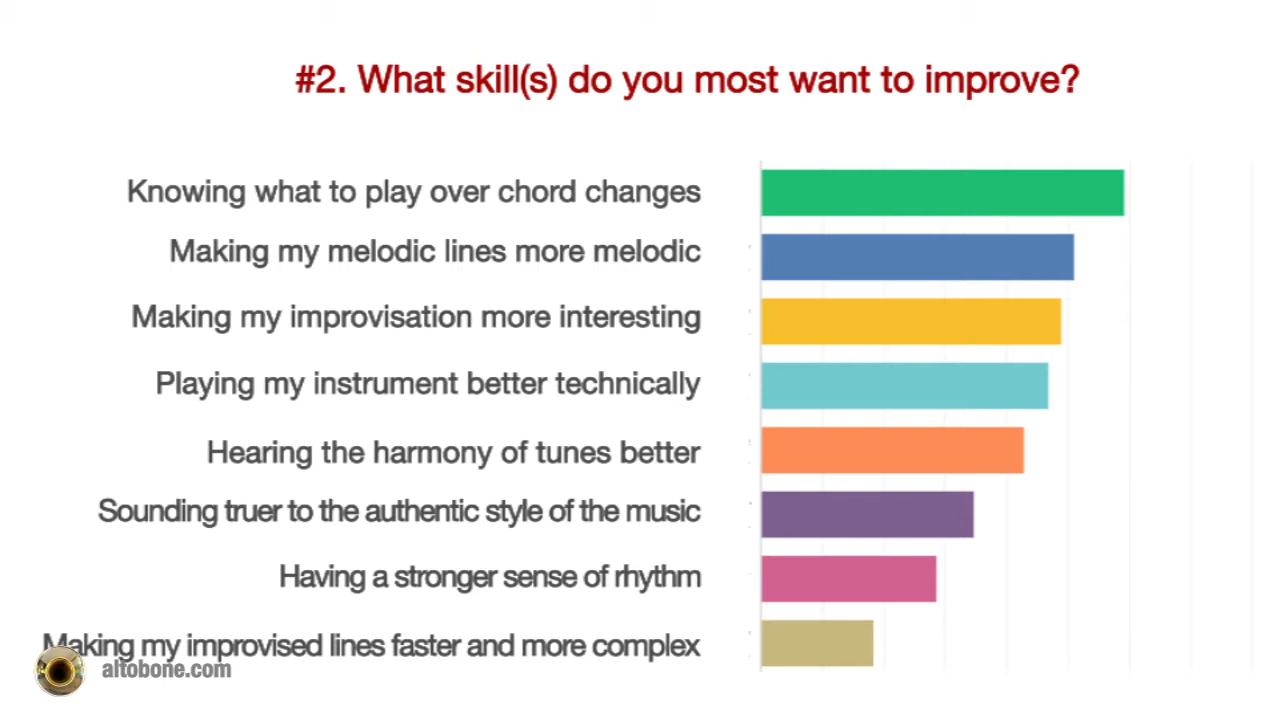 #2. What skill(s) do you most want to improve?
Knowing what to play over chord changes
Making my melodic lines more melodic
Making my improvisation more interesting
Playing my instrument better technically
Hearing the harmony of tunes better
Sounding truer to the authentic style of the music
Having a stronger sense of rhythm
Making my improvised lines faster and more complex
altobone.com